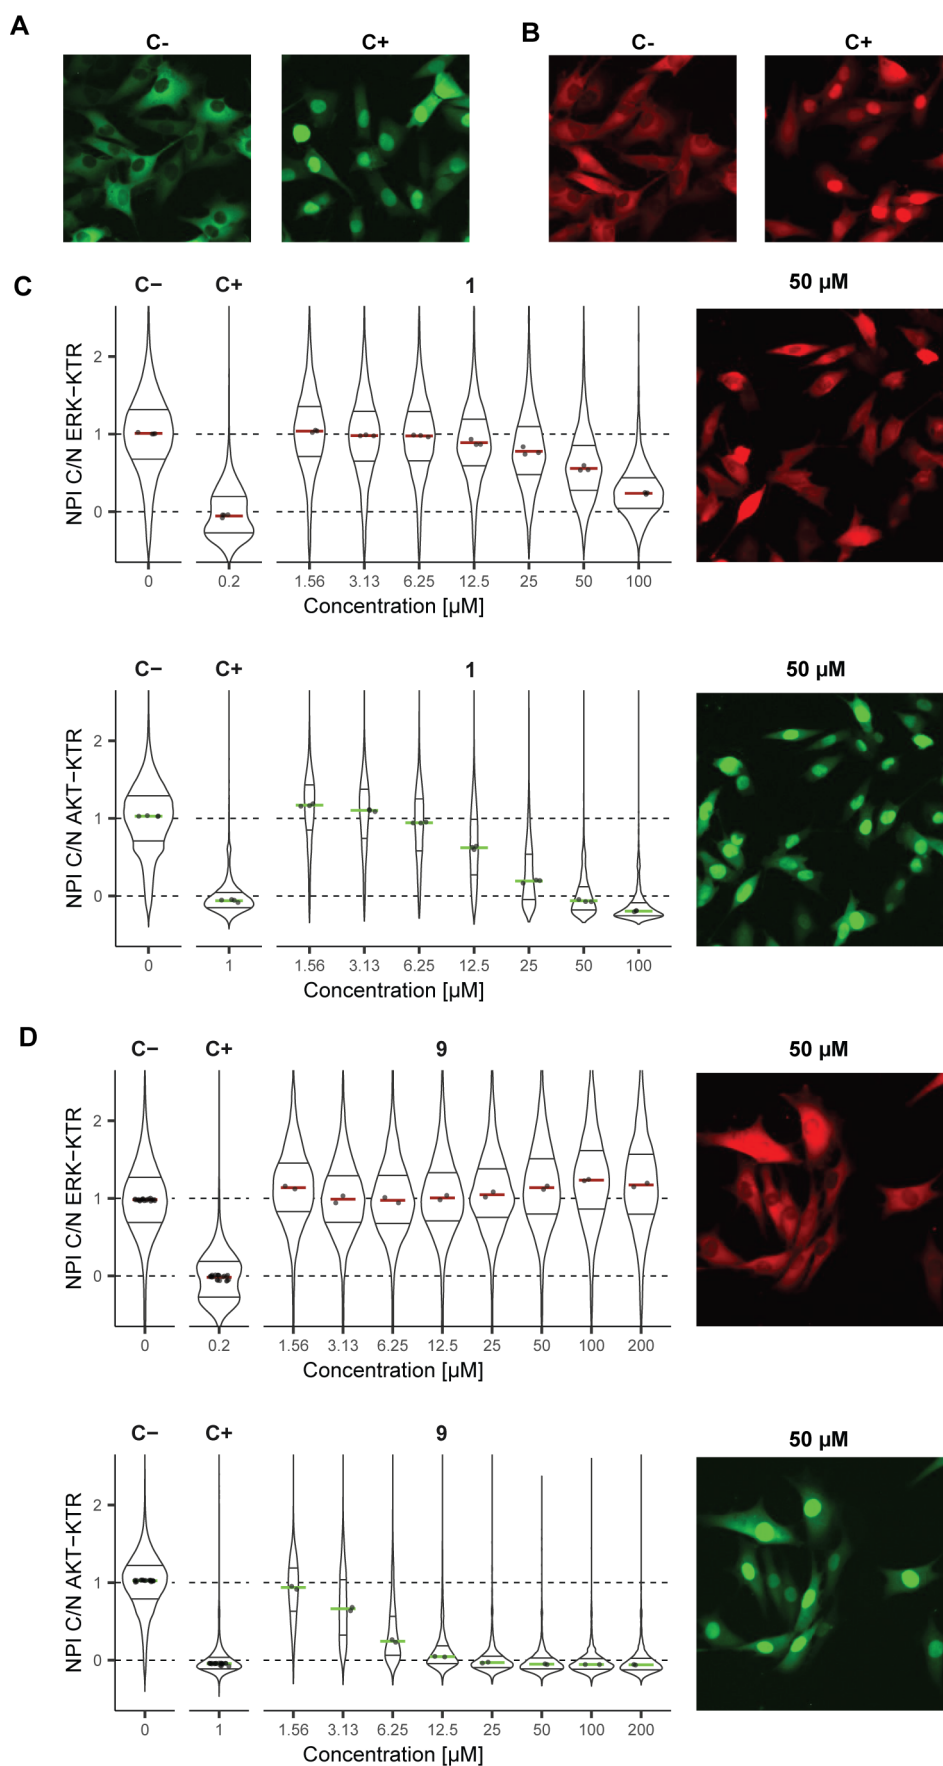 A
B
C- C+ C- C+
C
C− C+ 1 50 µM
NPI C/N ERK−KTR
2
1
0
0 0.2 1.56 3.13 6.25 12.5 25 50 100
Concentration [µM]
C− C+ 1 50 µM
NPI C/N AKT−KTR
2
1
0
0 1 1.56 3.13 6.25 12.5 25 50 100
Concentration [µM]
D
C− C+ 9 50 µM
NPI C/N ERK−KTR
2
1
0
0 0.2 1.56 3.13 6.25 12.5 25 50 100 200
Concentration [µM]
C− C+ 9 50 µM
NPI C/N AKT−KTR
2
1
0
0 1 1.56 3.13 6.25 12.5 25 50 100 200
Concentration [µM]